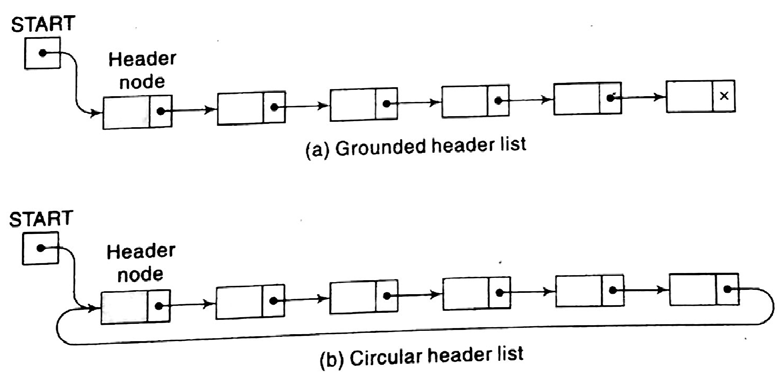 START
Header
node
×
(a) Grounded header list
START
Header
node
(b) Circular header list